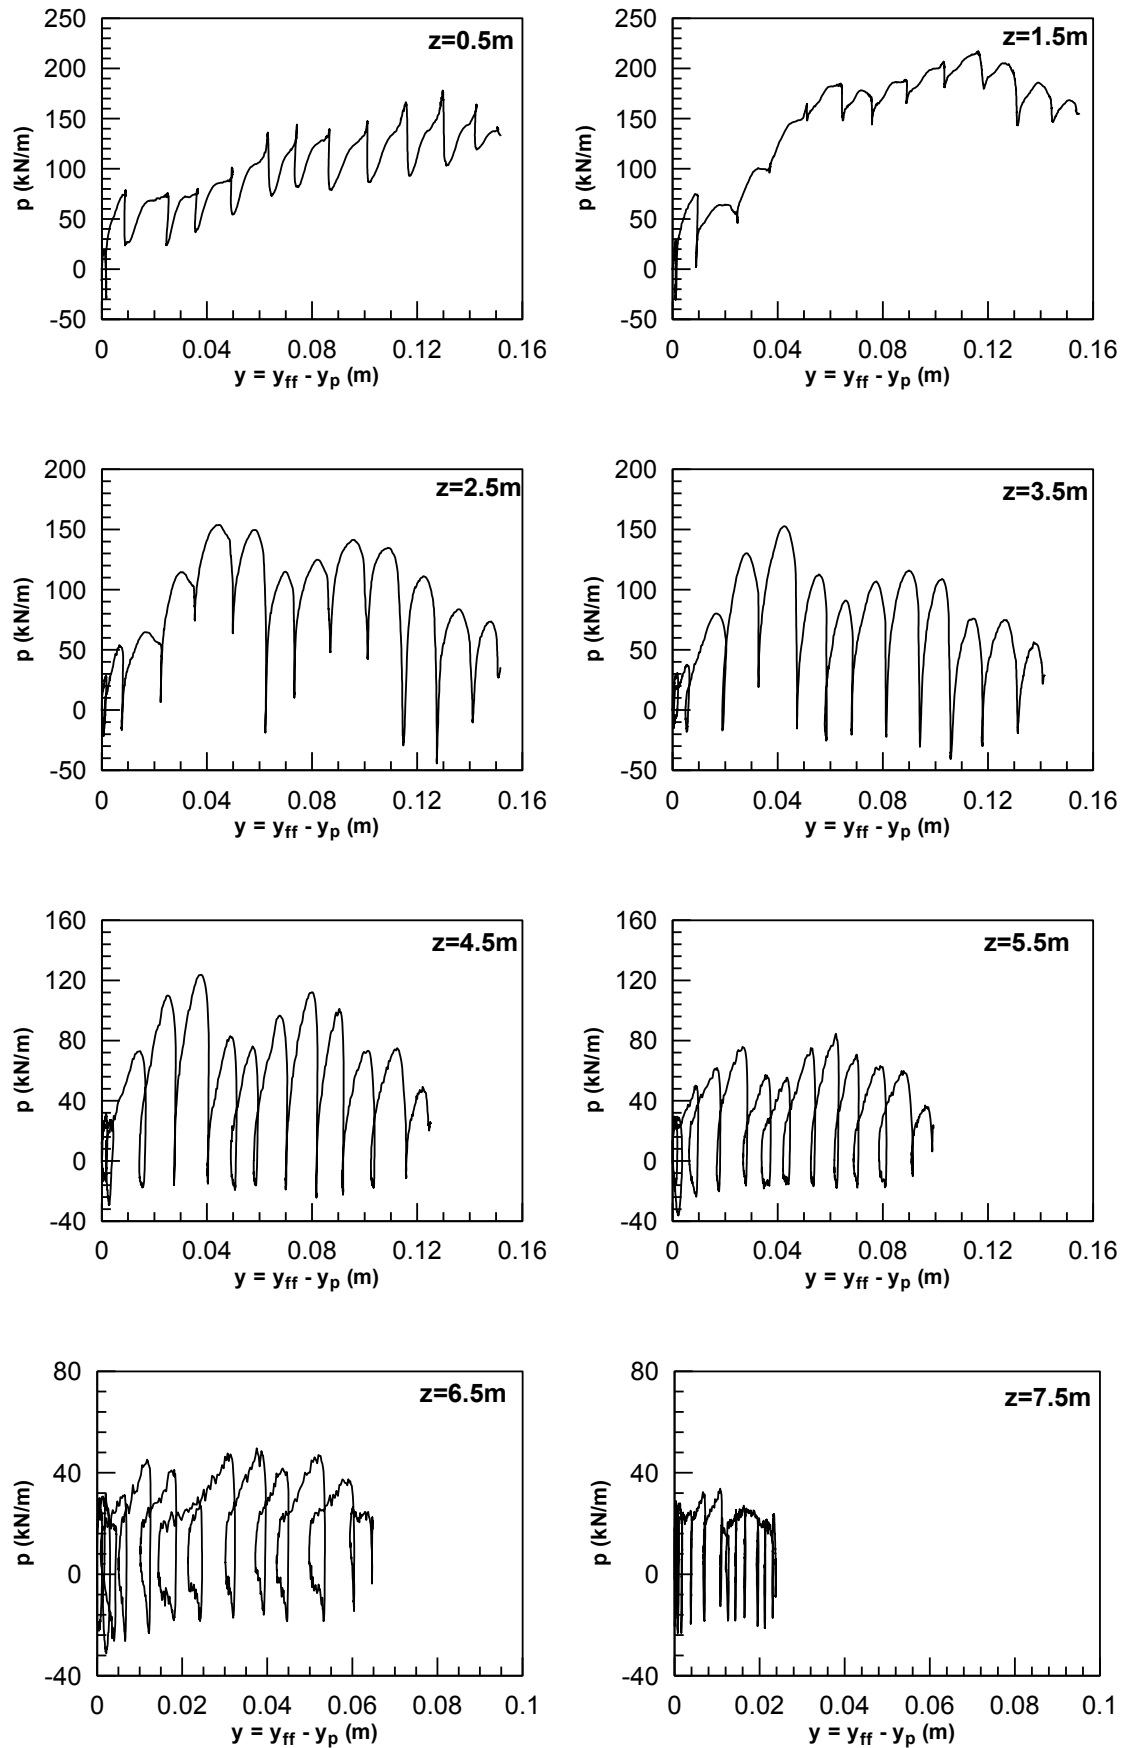 250
200
150
100
50
0
-50
p (kN/m)
z=0.5m
0 0.04 0.08 0.12 0.16
y = yff - yp (m)
250
200
150
100
50
0
-50
p (kN/m)
z=1.5m
0 0.04 0.08 0.12 0.16
y = yff - yp (m)
200
150
100
50
0
-50
p (kN/m)
z=2.5m
0 0.04 0.08 0.12 0.16
y = yff - yp (m)
200
150
100
50
0
-50
p (kN/m)
z=3.5m
0 0.04 0.08 0.12 0.16
y = yff - yp (m)
160
120
80
40
0
-40
p (kN/m)
z=4.5m
0 0.04 0.08 0.12 0.16
y = yff - yp (m)
160
120
80
40
0
-40
p (kN/m)
z=5.5m
0 0.04 0.08 0.12 0.16
y = yff - yp (m)
80
40
0
-40
p (kN/m)
z=6.5m
0 0.02 0.04 0.06 0.08 0.1
y = yff - yp (m)
80
40
0
-40
p (kN/m)
z=7.5m
0 0.02 0.04 0.06 0.08 0.1
y = yff - yp (m)